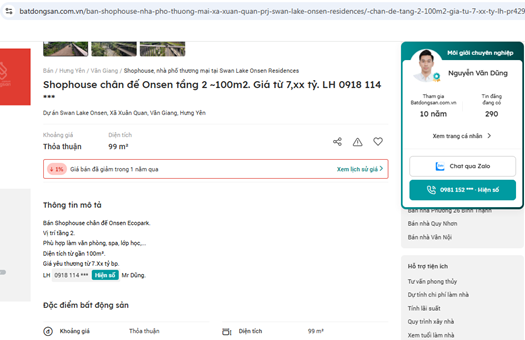 batdongsan.com.vn/ban-shophouse-nha-pho-thuong-mai-xa-xuan-quan-prj-swan-lake-onsen-residences/-chan-de-tang-2-100m2-gia-tu-7-xx-ty-lh-pr429
Bán / Hưng Yên / Văn Giang / Shophouse, nhà phố thương mại tại Swan Lake Onsen Residences
Shophouse chân đế Onsen tầng 2 ~100m2. Giá từ 7,xx tỷ. LH 0918 114
***
Dự án Swan Lake Onsen, Xã Xuân Quan, Văn Giang, Hưng Yên
Khoảng giá
Diện tích
Thỏa thuận
99 m²
1%
Giá bán đã giảm trong 1 năm qua
Xem lịch sử giá
Thông tin mô tả
Bán Shophouse chân đế Onsen Ecopark.
Vị trí tầng 2.
Phù hợp làm văn phòng, spa, lớp học,...
Diện tích từ gần 100m².
Giá yêu thương từ 7.Xx tỷ bp.
LH 0918 114 *** Hiện số Mr Dũng.
Đặc điểm bất động sản
Khoảng giá
Thỏa thuận
Diện tích
99 m²
Môi giới chuyên nghiệp
Nguyễn Văn Dũng
Tham gia
Batdongsan.com.vn
10 năm
Tin đăng
đang có
290
Xem trang cá nhân
Chat qua Zalo
0981 152 *** · Hiện số
Bán nhà Phường 26 Bình Thạnh
Bán nhà Quy Nhơn
Bán nhà Văn Nội
Hỗ trợ tiện ích
Tư vấn phong thủy
Dự tính chi phí làm nhà
Tính lãi suất
Quy trình xây nhà
Xem tuổi làm nhà